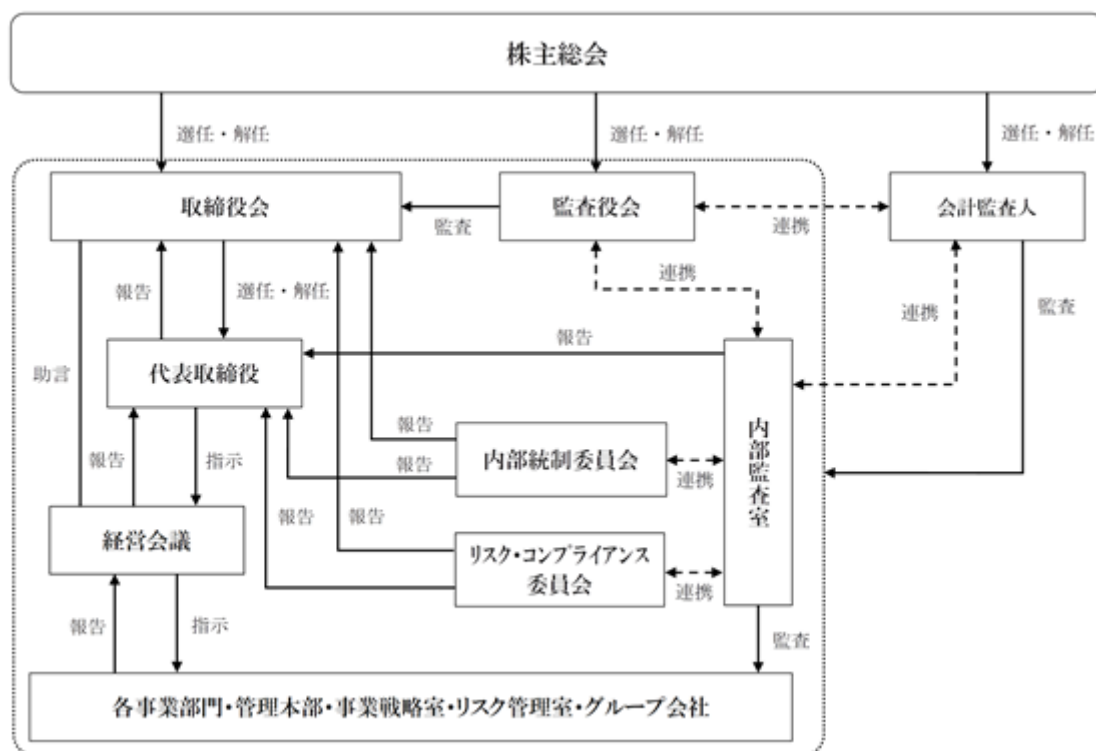 株主総会
選任・解任
選任・解任
選任・解任
取締役会
監査
監査役会
連携
会計監査人
報告
選任・解任
連携
連携
監査
助言
代表取締役
報告
報告
指示
報告
報告
内部統制委員会
連携
内部監査室
経営会議
報告
報告
リスク・コンプライアンス
委員会
連携
報告
指示
監査
各事業部門・管理本部・事業戦略室・リスク管理室・グループ会社